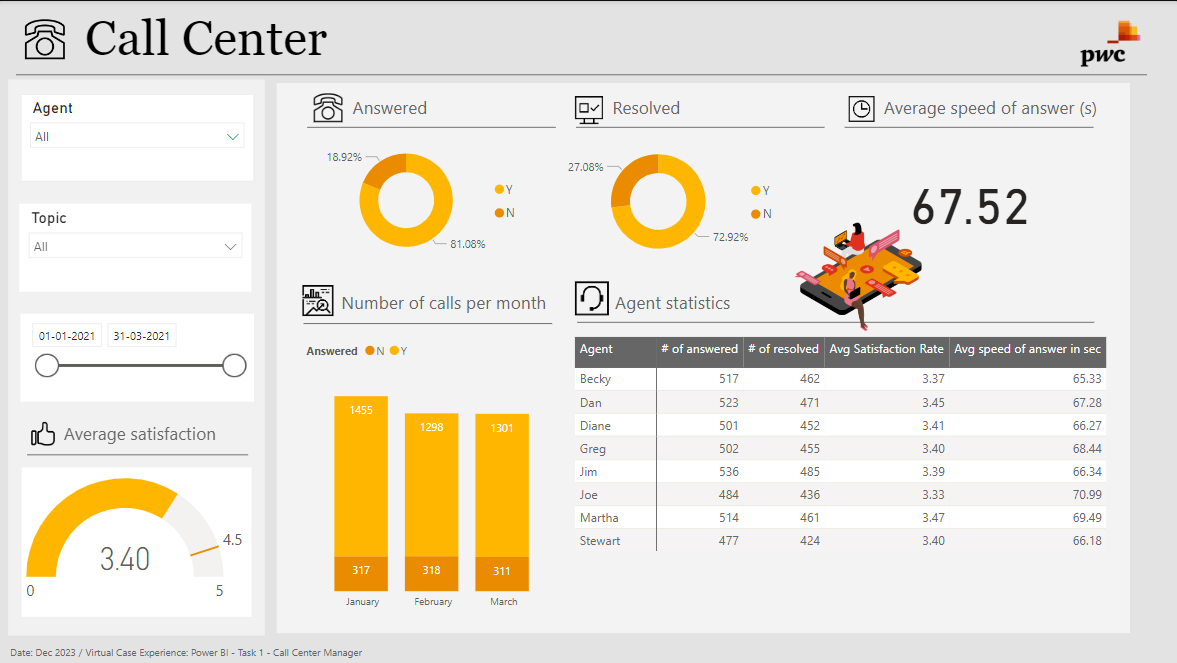 Call Center
pwc
Agent
All
Topic
All
01-01-2021 31-03-2021
Average satisfaction
3.40
4.5
0 5
Answered
18.92%
Y
N
81.08%
Resolved
27.08%
Y
N
72.92%
Average speed of answer (s)
67.52
Number of calls per month
Answered N Y
1455 1298 1301
317 318 311
January February March
Agent statistics
Agent # of answered # of resolved Avg Satisfaction Rate Avg speed of answer in sec
Becky 517 462 3.37 65.33
Dan 523 471 3.45 67.28
Diane 501 452 3.41 66.27
Greg 502 455 3.40 68.44
Jim 536 485 3.39 66.34
Joe 484 436 3.33 70.99
Martha 514 461 3.47 69.49
Stewart 477 424 3.40 66.18
Date: Dec 2023 / Virtual Case Experience: Power BI - Task 1 - Call Center Manager